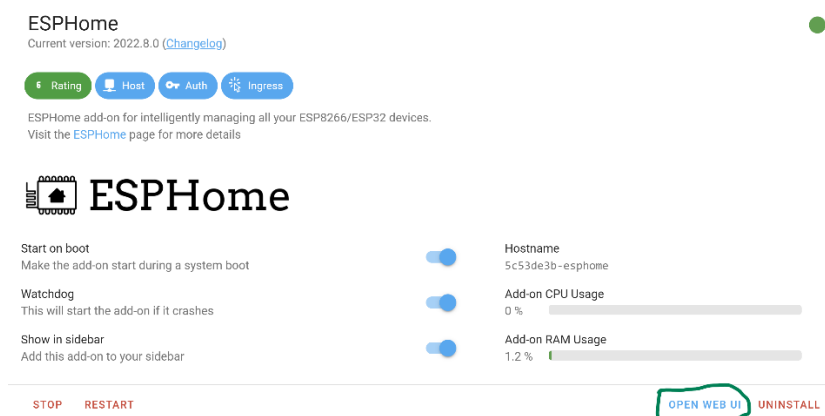 ESPHome
Current version: 2022.8.0 (Changelog)
6 Rating Host Auth Ingress
ESPHome add-on for intelligently managing all your ESP8266/ESP32 devices.
Visit the ESPHome page for more details
ESPHome
Start on boot
Make the add-on start during a system boot
Hostname
5c53de3b-esphome
Watchdog
This will start the add-on if it crashes
Add-on CPU Usage
0 %
Show in sidebar
Add this add-on to your sidebar
Add-on RAM Usage
1.2 %
STOP RESTART OPEN WEB UI UNINSTALL